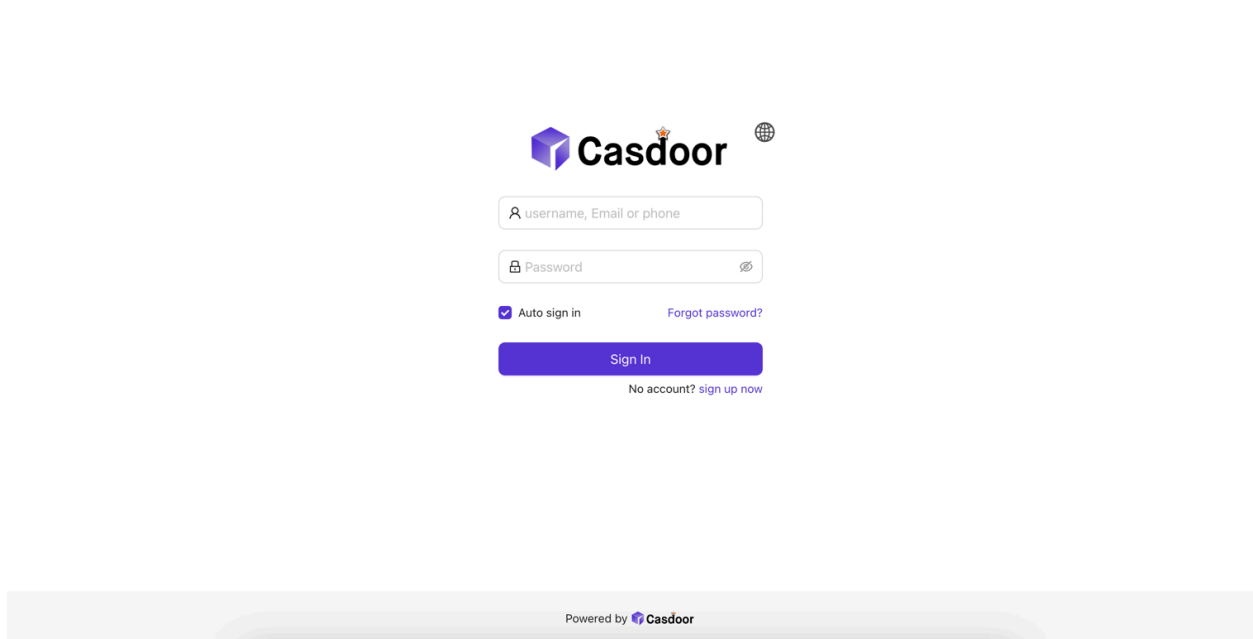 Casdoor
username, Email or phone
Password
Auto sign in Forgot password?
Sign In
No account? sign up now
Powered by Casdoor